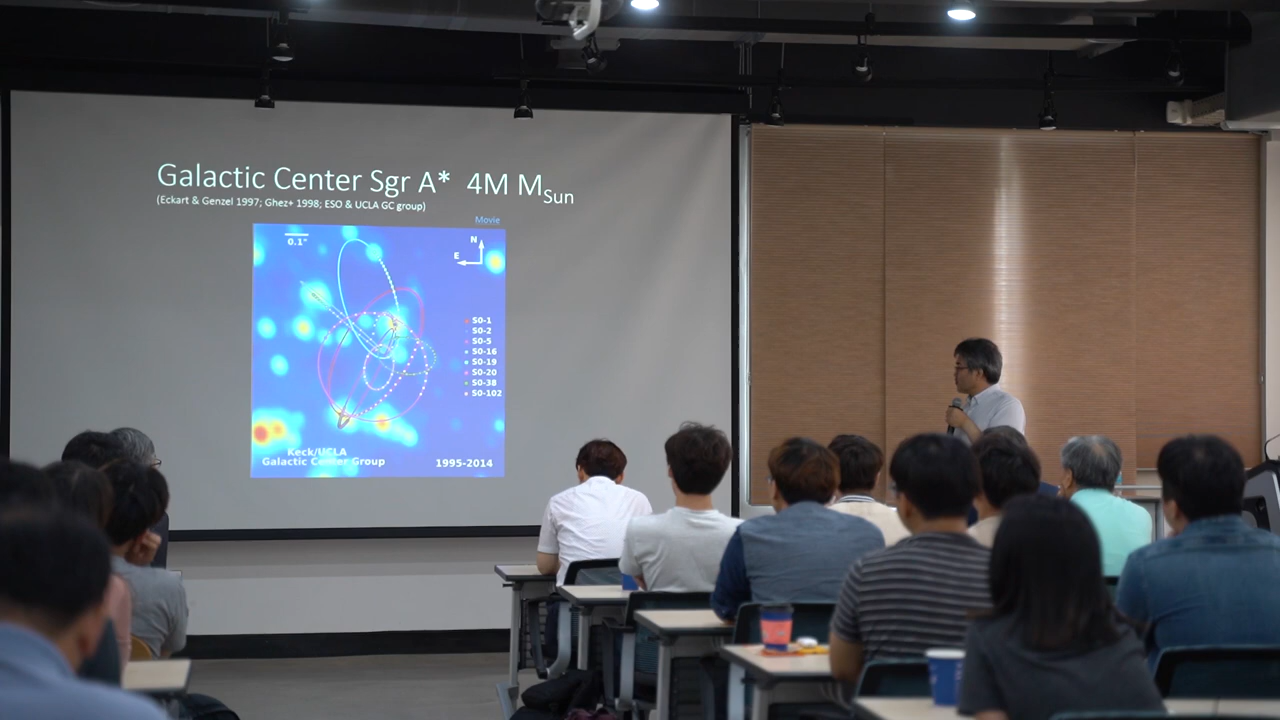 Galactic Center Sgr A* 4M MSun
(Eckart & Genzel 1997; Ghez+ 1998; ESO & UCLA GC group)
Movie
0.1"
N
E
S0-1
S0-2
S0-5
S0-16
S0-19
S0-20
S0-38
S0-102
Keck/UCLA
Galactic Center Group
1995-2014